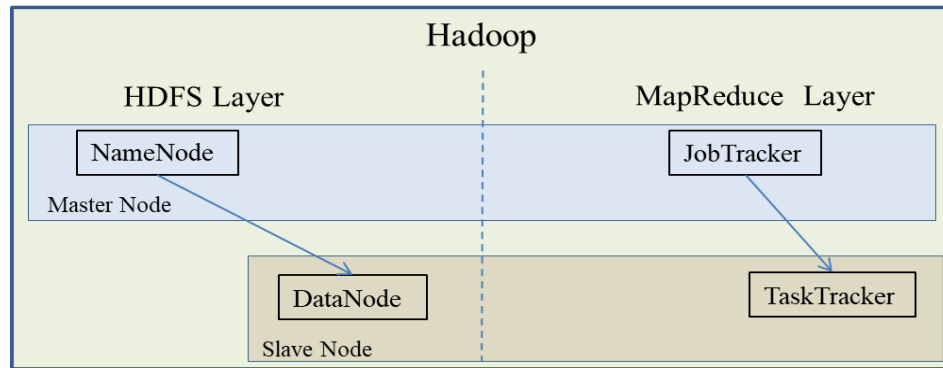 Hadoop
HDFS Layer
MapReduce Layer
NameNode
JobTracker
Master Node
DataNode
TaskTracker
Slave Node